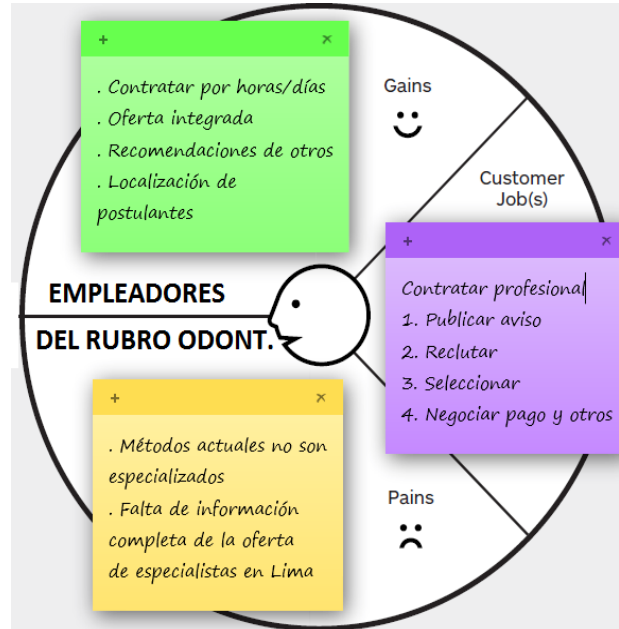 + ×
. Contratar por horas/días
. Oferta integrada
. Recomendaciones de otros
. Localización de
postulantes
Gains
Customer
Job(s)
+ ×
Contratar profesional
1. Publicar aviso
2. Reclutar
3. Seleccionar
4. Negociar pago y otros
EMPLEADORES
DEL RUBRO ODONT.
+ ×
. Métodos actuales no son
especializados
. Falta de información
completa de la oferta
de especialistas en Lima
Pains